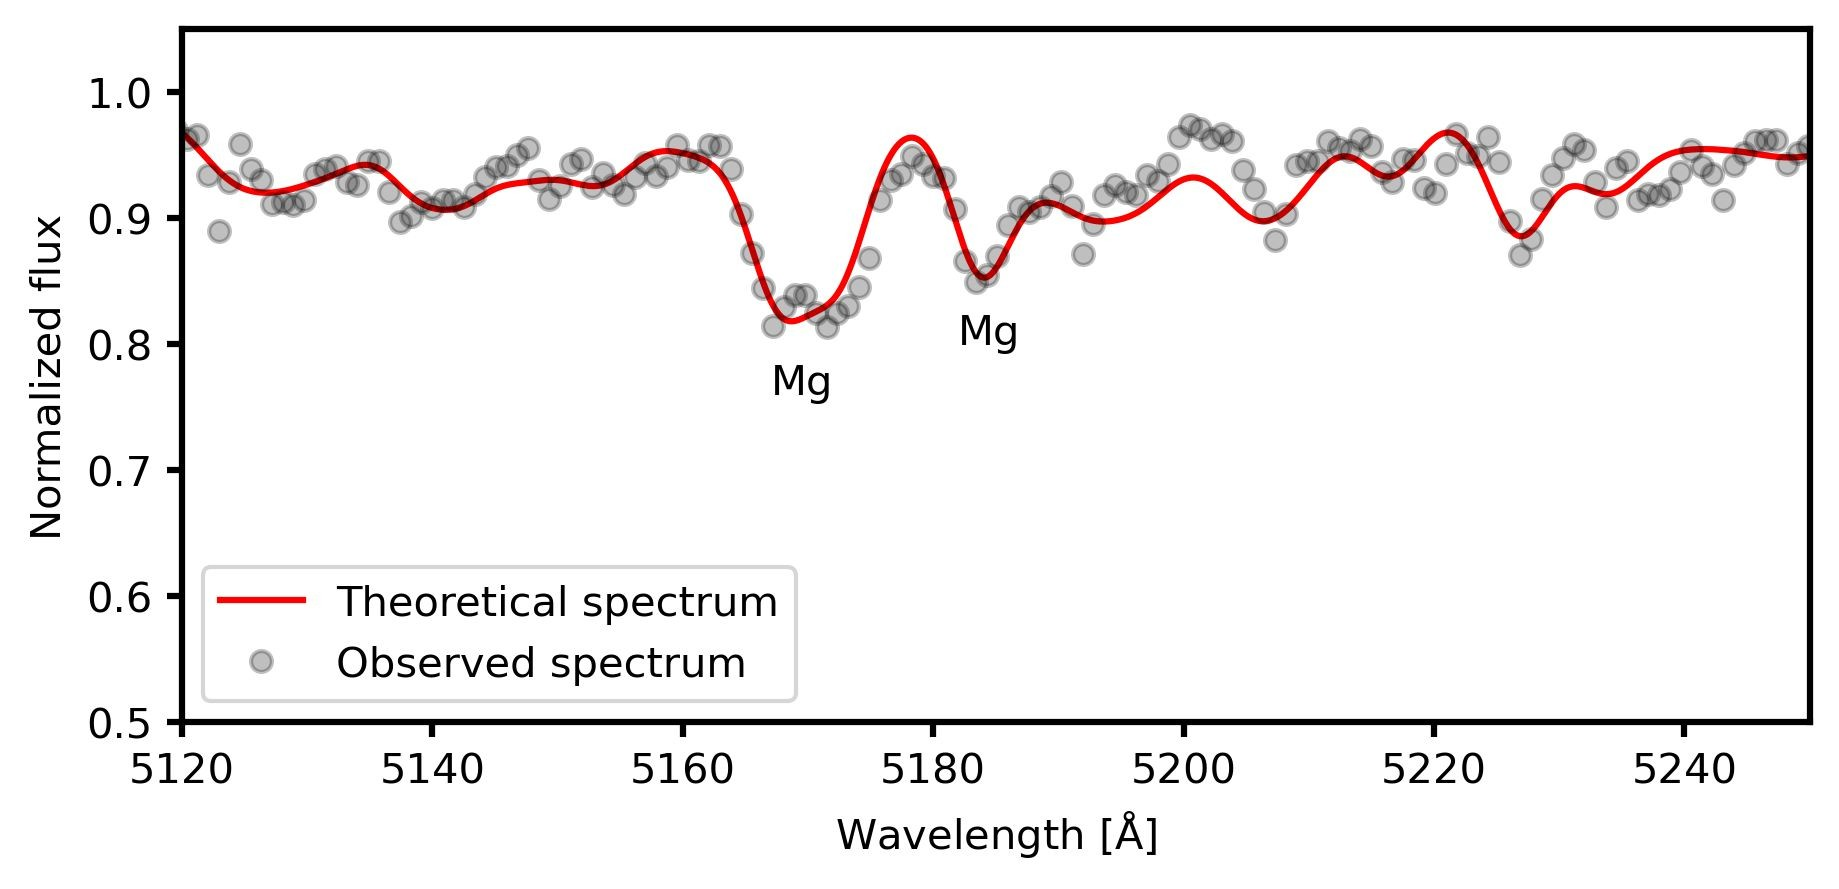 1.0
0.9
0.8
0.7
0.6
0.5
Normalized flux
Mg
Mg
Theoretical spectrum
Observed spectrum
5120 5140 5160 5180 5200 5220 5240
Wavelength [Å]